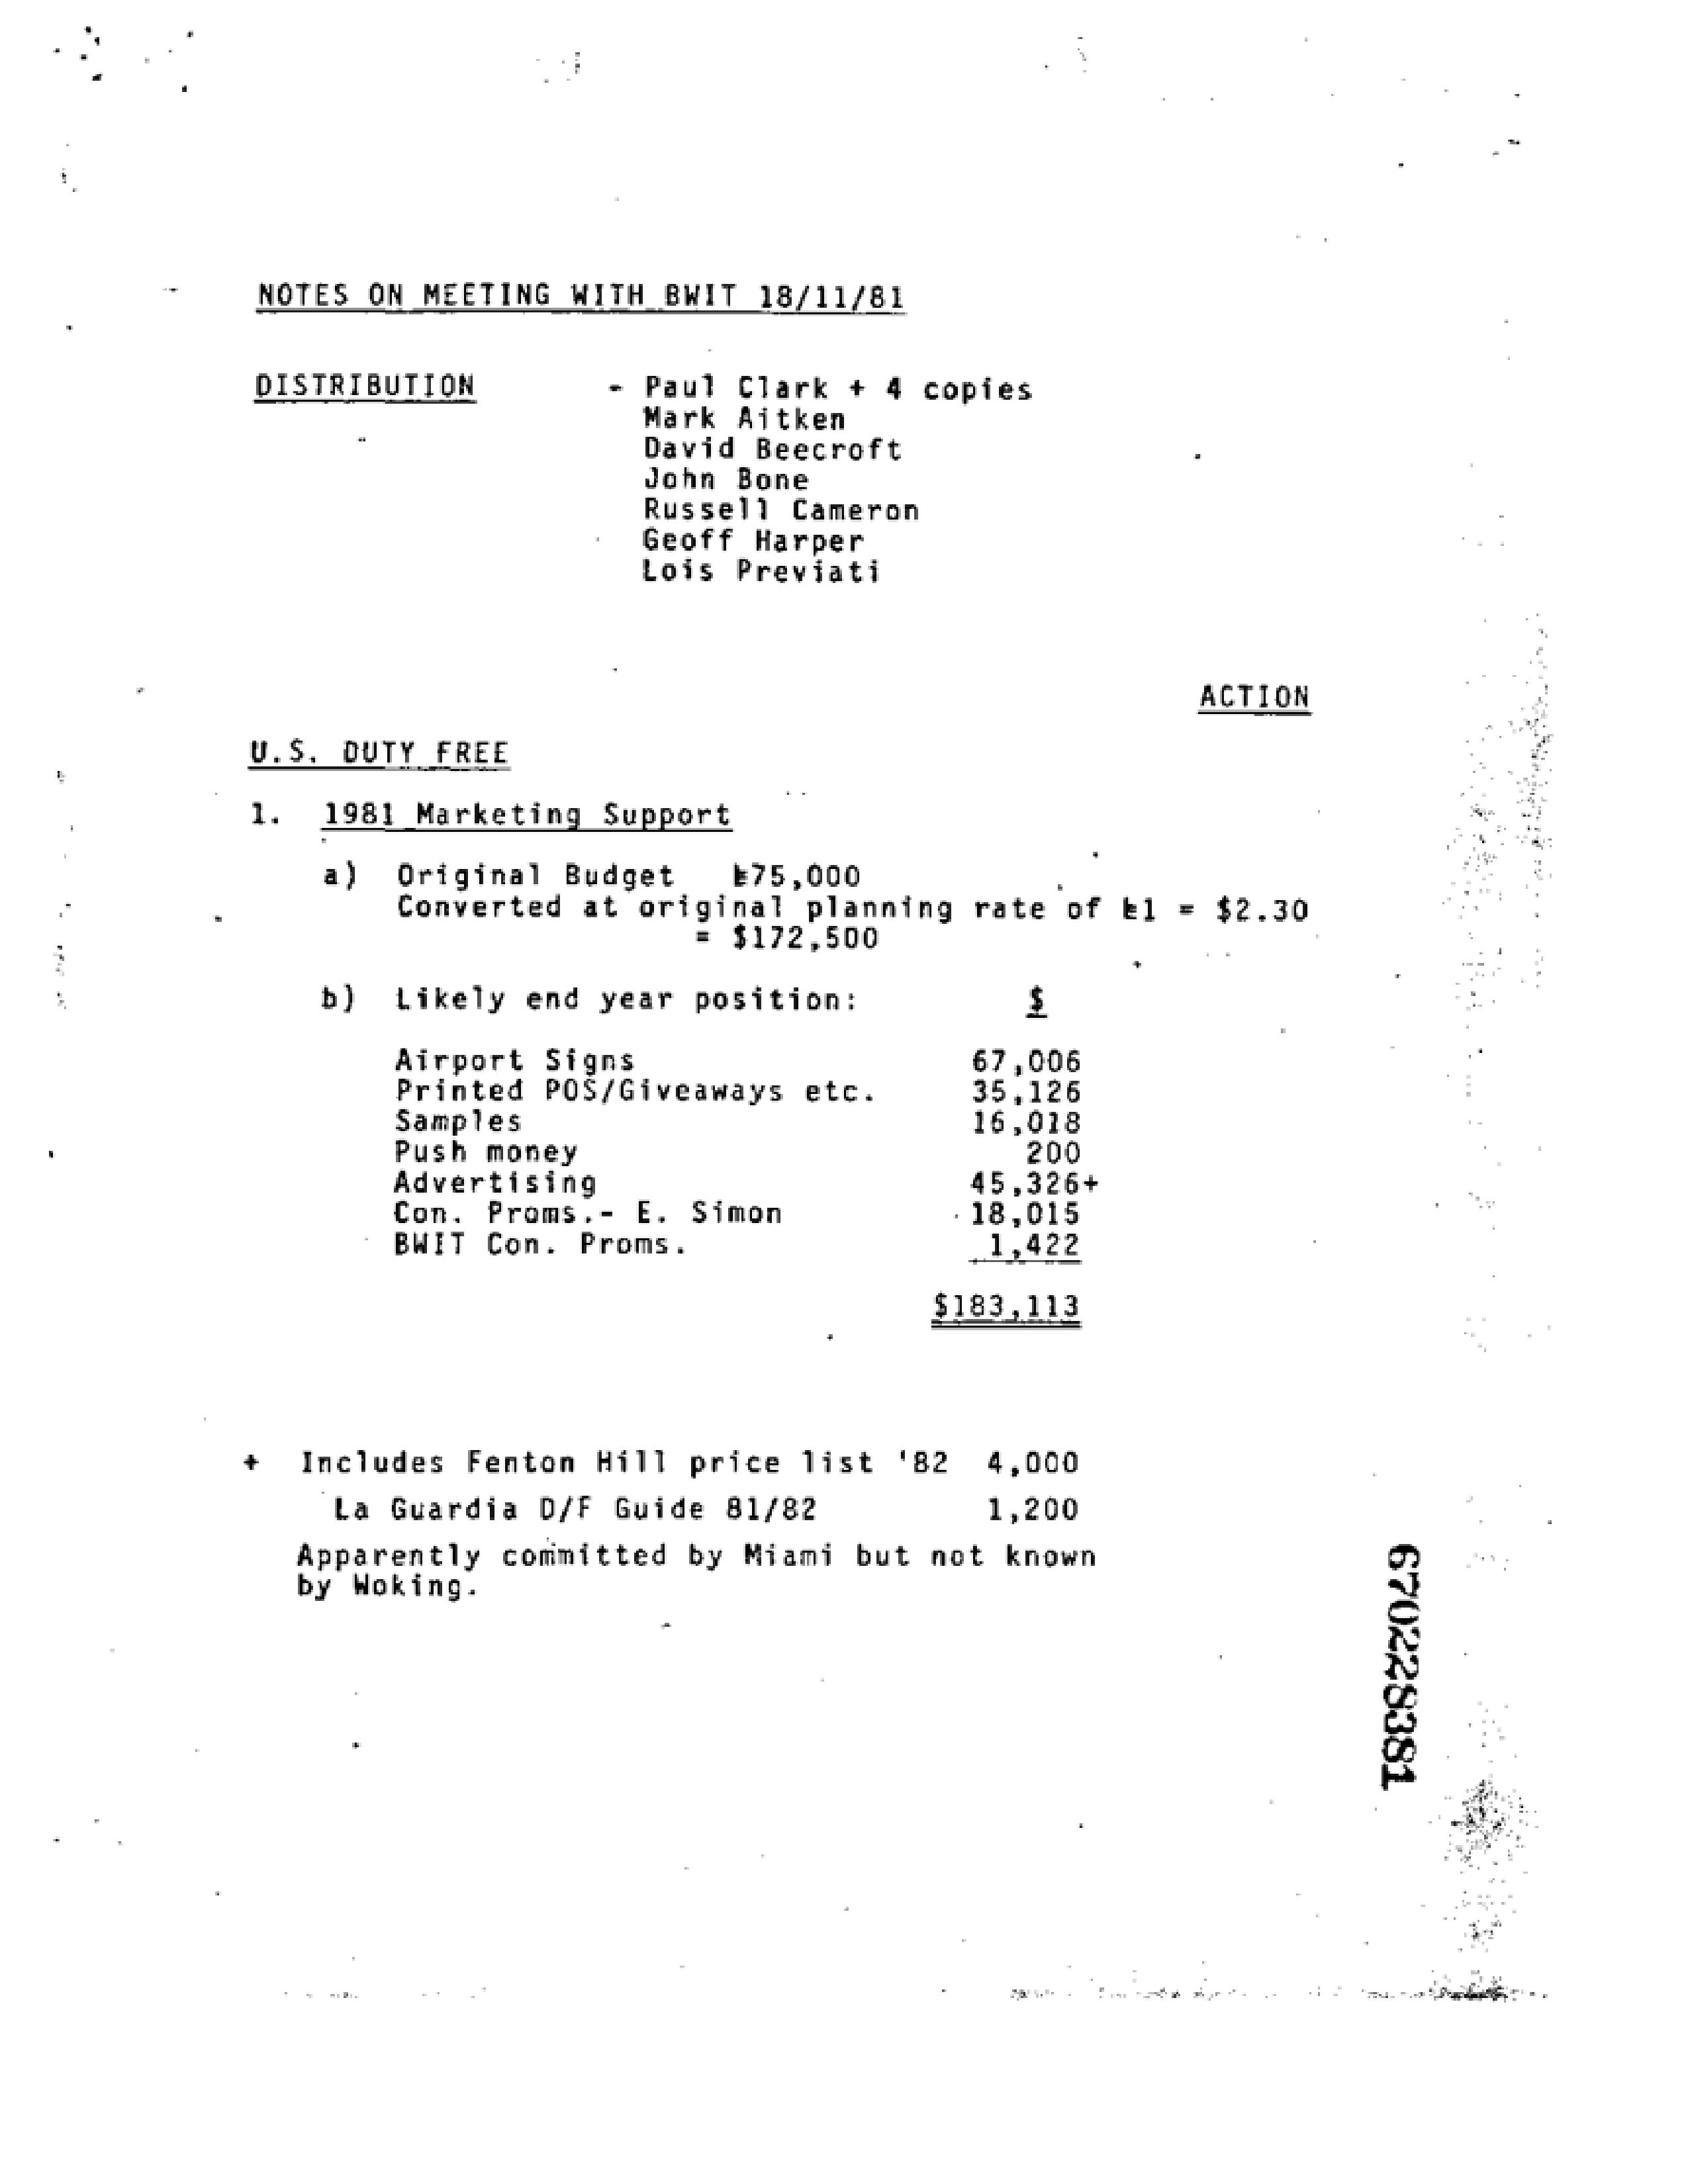 NOTES ON MEETING WITH BWIT 18/11/81
DISTRIBUTION - Paul Clark + 4 copies
Mark Aitken
David Beecroft
John Bone
Russell Cameron
Geoff Harper
Lois Previati
ACTION
U.S. DUTY FREE
1. 1981 Marketing Support
a) Original Budget £75,000
Converted at original planning rate of £1 = $2.30
= $172,500
b) Likely end year position: $
Airport Signs 67,006
Printed POS/Giveaways etc. 35,126
Samples 16,018
Push money 200
Advertising 45,326+
Con. Proms.- E. Simon 18,015
BWIT Con. Proms. 1,422
$183,113
+ Includes Fenton Hill price list '82 4,000
La Guardia D/F Guide 81/82 1,200
Apparently committed by Miami but not known
by Woking.
670228381